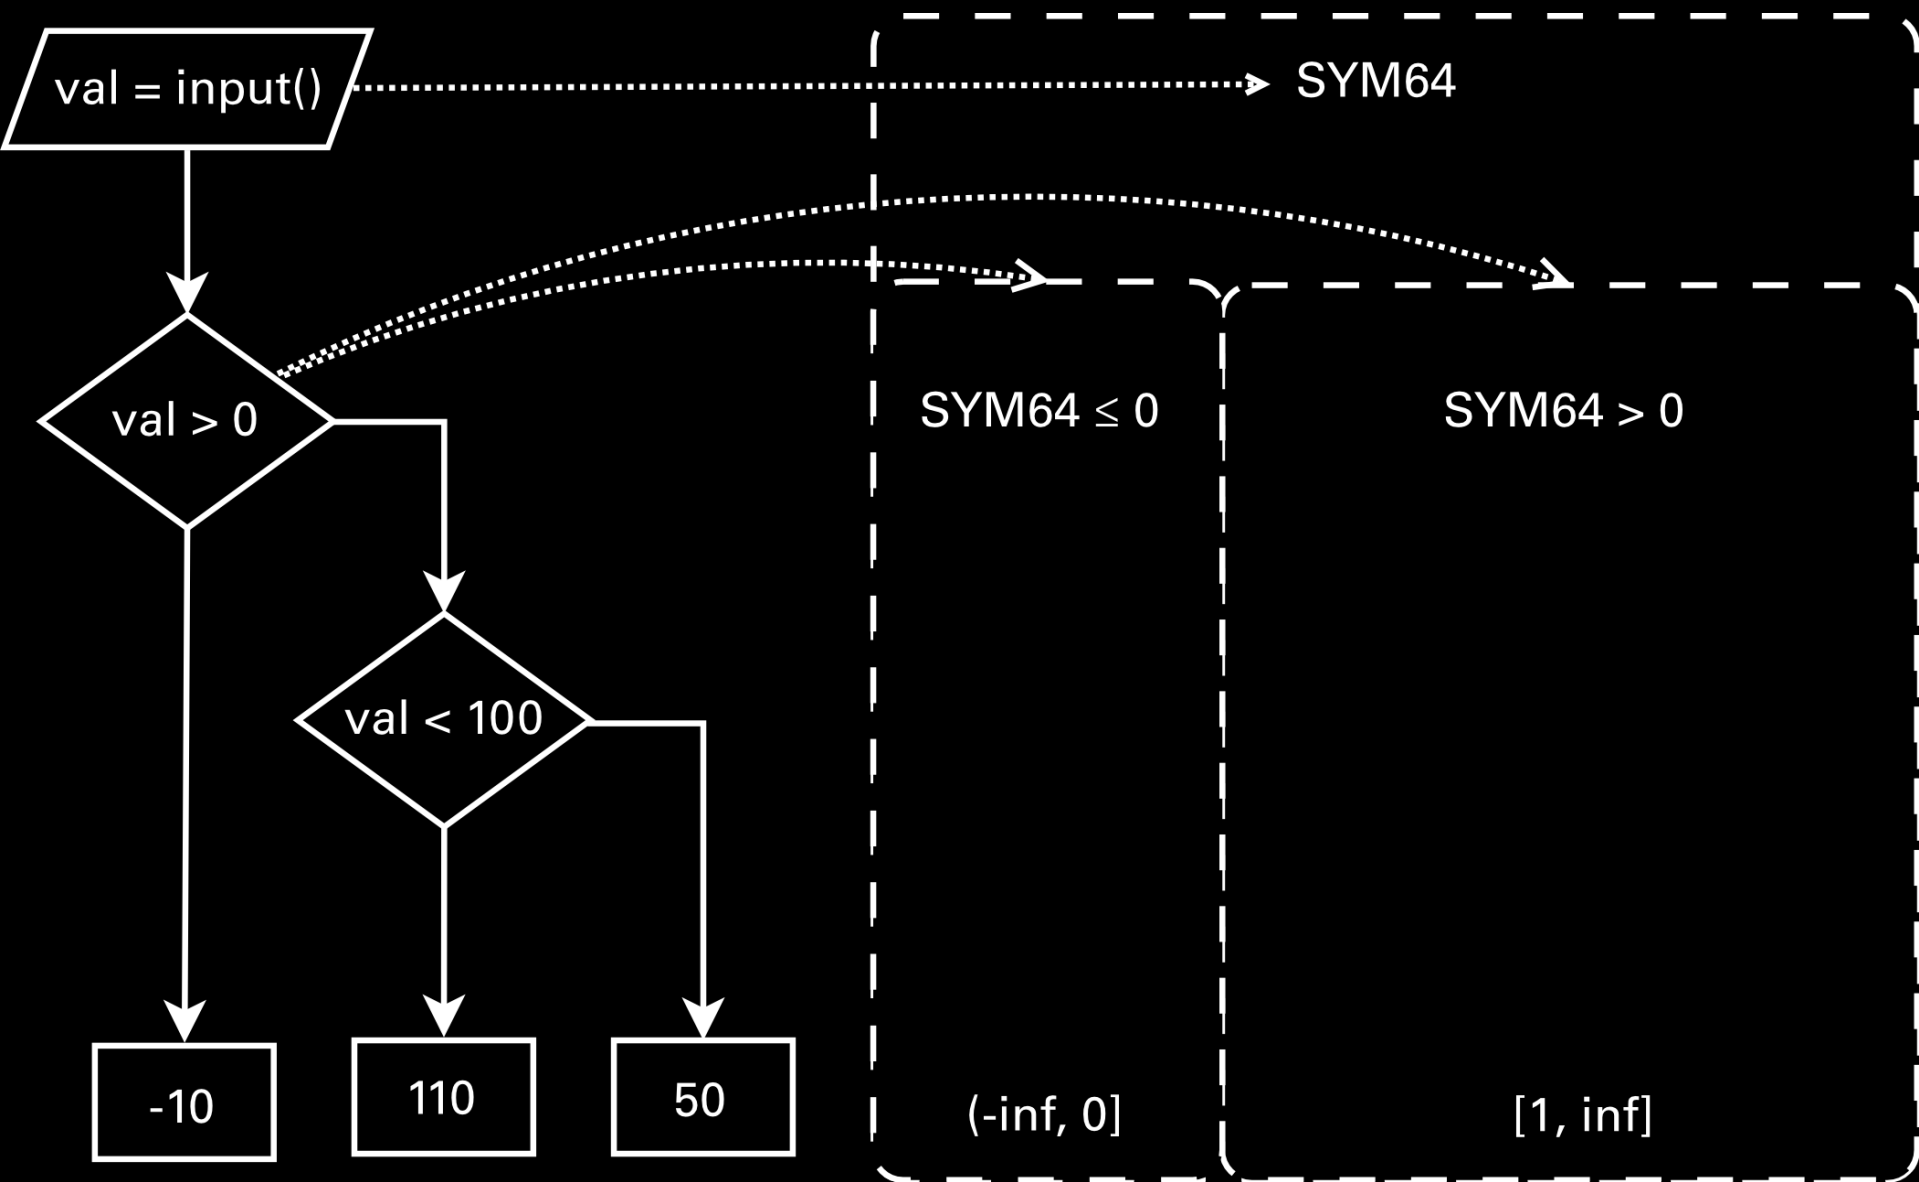 val = input()
SYM64
val > 0
SYM64 ≤ 0
SYM64 > 0
val < 100
-10
110
50
(-inf, 0]
[1, inf]